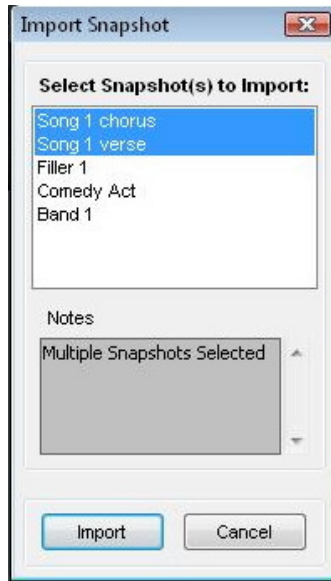 Import Snapshot
Select Snapshot(s) to Import:
Song 1 chorus
Song 1 verse
Filler 1
Comedy Act
Band 1
Notes
Multiple Snapshots Selected
Import
Cancel